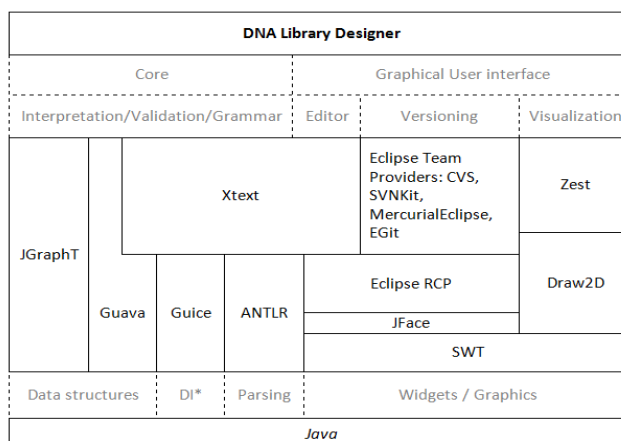 DNA Library Designer
Core
Graphical User interface
Interpretation/Validation/Grammar
Editor
Versioning
Visualization
Eclipse Team
Providers: CVS,
SVNKit,
MercurialEclipse,
EGit
Xtext
Zest
JGraphT
Eclipse RCP
Draw2D
Guava
Guice
ANTLR
JFace
SWT
Data structures
DI*
Parsing
Widgets / Graphics
Java